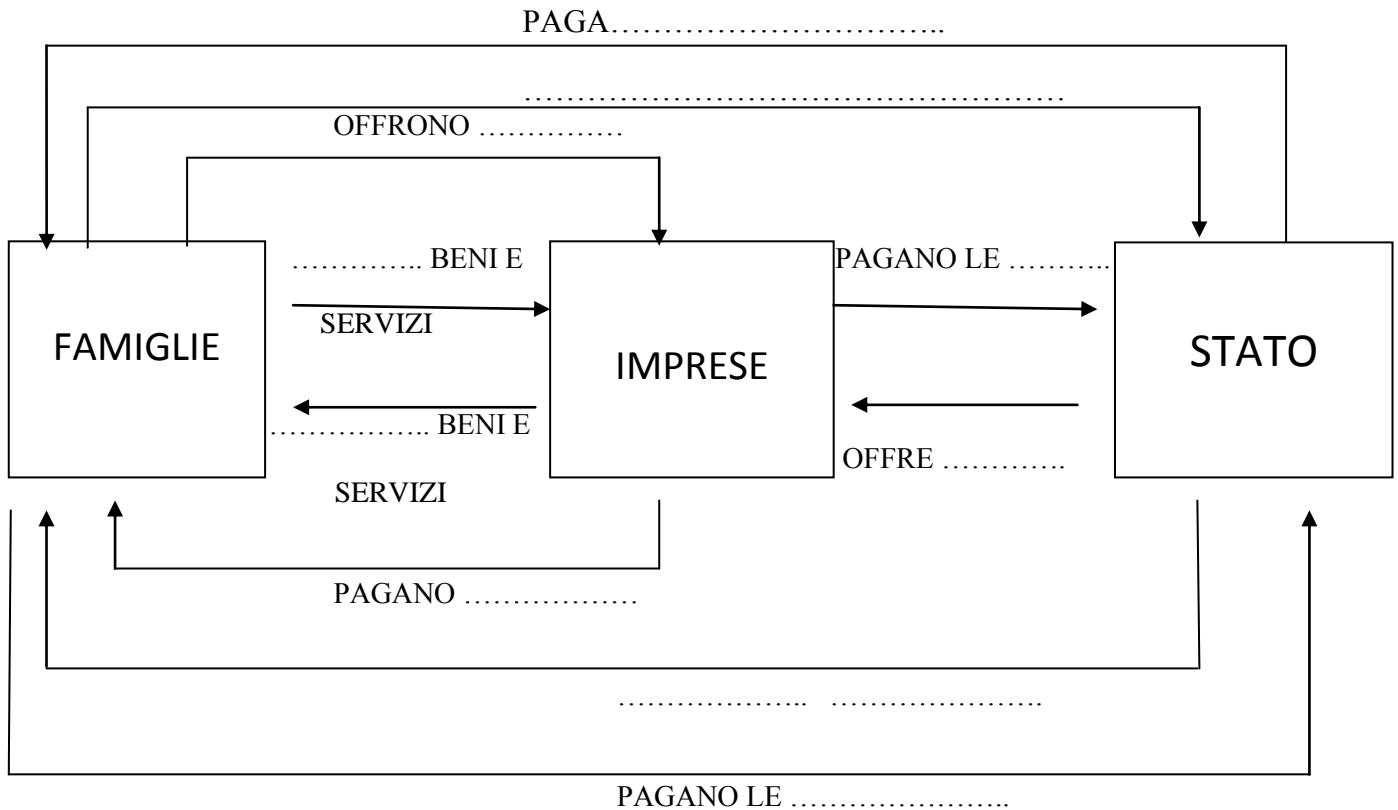 PAGA…………………………..
……………………………………………
OFFRONO ……………
………….. BENI E
SERVIZI
PAGANO LE ………..
FAMIGLIE
IMPRESE
STATO
…………….. BENI E
SERVIZI
OFFRE ………….
PAGANO ………………
……………….. ………………….
PAGANO LE …………………..